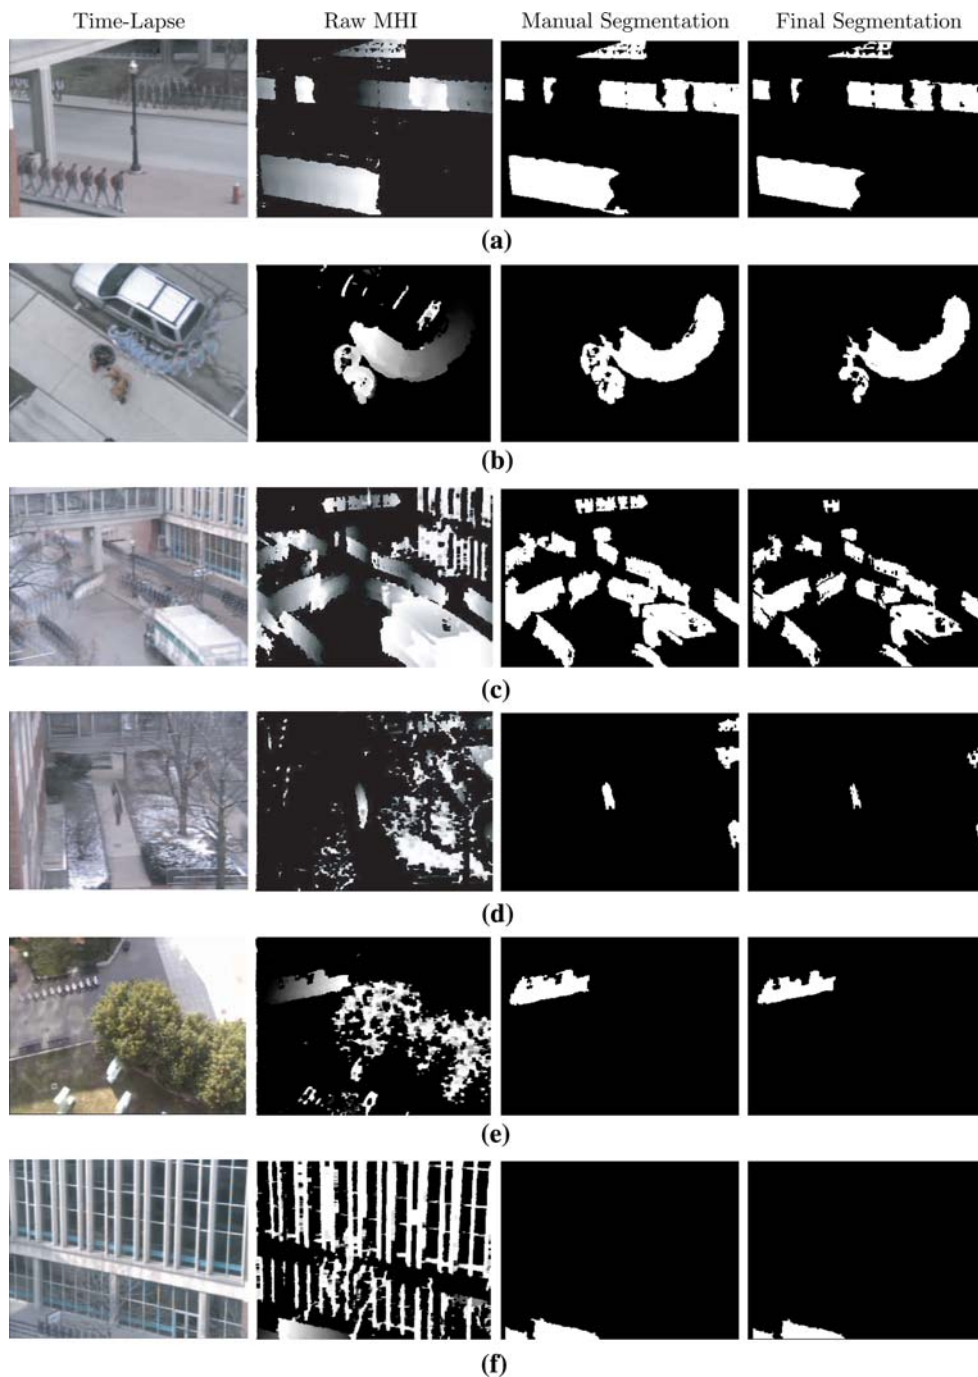 Time-Lapse Raw MHI Manual Segmentation Final Segmentation
(a)
(b)
(c)
(d)
(e)
(f)